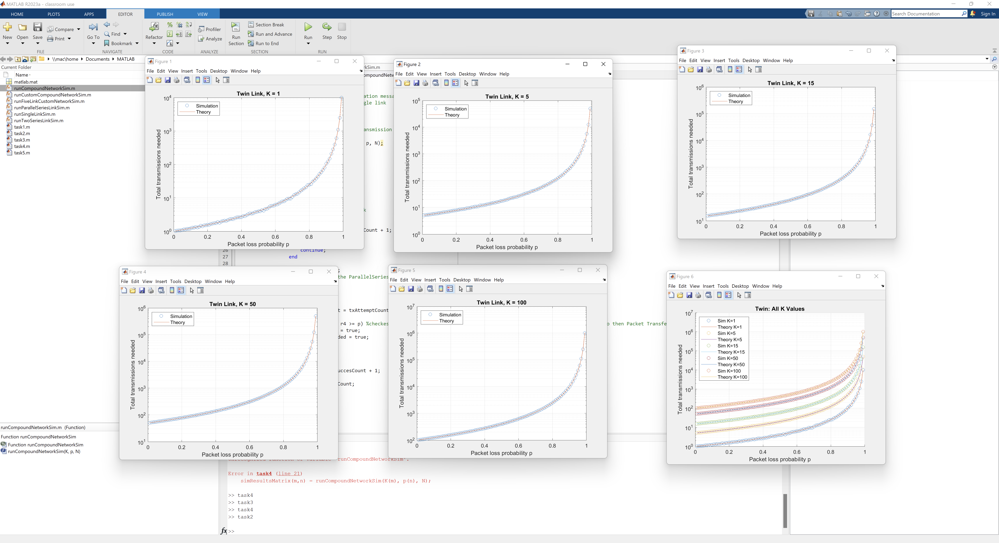 MATLAB R2023a - classroom use
HOME PLOTS APPS EDITOR PUBLISH VIEW
Search Documentation
Sign In
New Open Save
Compare
Print
FILE
Go To
Find
Bookmark
NAVIGATE
Refactor
CODE
Profiler
Analyze
ANALYZE
Run Section
Section Break
Run and Advance
Run to End
SECTION
Run Step Stop
RUN
\\mac\home Documents MATLAB
Current Folder
Name
matlab.mat
runCompoundNetworkSim.m
runCustomCompoundNetworkSim.m
runFiveLinkCustomNetworkSim.m
runParallelSeriesLinkSim.m
runSingleLinkSim.m
runTwoSeriesLinkSim.m
task1.m
task2.m
task3.m
task4.m
task5.m
Figure 1
File Edit View Insert Tools Desktop Window Help
Twin Link, K = 1
Simulation
Theory
Total transmissions needed
10^4
10^3
10^2
10^1
10^0
0 0.2 0.4 0.6 0.8 1
Packet loss probability p
rkSim.m
ompoundNetw
ation messa
gle link
ansmission
p, N);
k
Count + 1;
Figure 2
File Edit View Insert Tools Desktop Window Help
Twin Link, K = 5
Simulation
Theory
Total transmissions needed
10^5
10^4
10^3
10^2
10^1
10^0
0 0.2 0.4 0.6 0.8 1
Packet loss probability p
Figure 3
File Edit View Insert Tools Desktop Window Help
Twin Link, K = 15
Simulation
Theory
Total transmissions needed
10^6
10^5
10^4
10^3
10^2
10^1
0 0.2 0.4 0.6 0.8 1
Packet loss probability p
26 continue;
27 end
28
;
the ParallelSeries
t = txAttemptCount
r4 >= p) %checkes
o then Packet Transfe
= true;
ded = true;
uccesCount + 1;
Count;
Figure 4
File Edit View Insert Tools Desktop Window Help
Twin Link, K = 50
Simulation
Theory
Total transmissions needed
10^6
10^5
10^4
10^3
10^2
10^1
0 0.2 0.4 0.6 0.8 1
Packet loss probability p
Figure 5
File Edit View Insert Tools Desktop Window Help
Twin Link, K = 100
Simulation
Theory
Total transmissions needed
10^7
10^6
10^5
10^4
10^3
10^2
0 0.2 0.4 0.6 0.8 1
Packet loss probability p
Figure 6
File Edit View Insert Tools Desktop Window Help
Twin: All K Values
Sim K=1
Theory K=1
Sim K=5
Theory K=5
Sim K=15
Theory K=15
Sim K=50
Theory K=50
Sim K=100
Theory K=100
Total transmissions needed
10^7
10^6
10^5
10^4
10^3
10^2
10^1
10^0
0 0.2 0.4 0.6 0.8 1
Packet loss probability p
runCompoundNetworkSim.m (Function)
Function runCompoundNetworkSim
Function runCompoundNetworkSim
runCompoundNetworkSim(K, p, N)
Unrecognized function or variable 'runCompoundNetworkSim'.
Error in task4 (line 21)
simResultsMatrix(m,n) = runCompoundNetworkSim(K(m), p(n), N);
>> task4
>> task3
>> task4
>> task2
fx >>